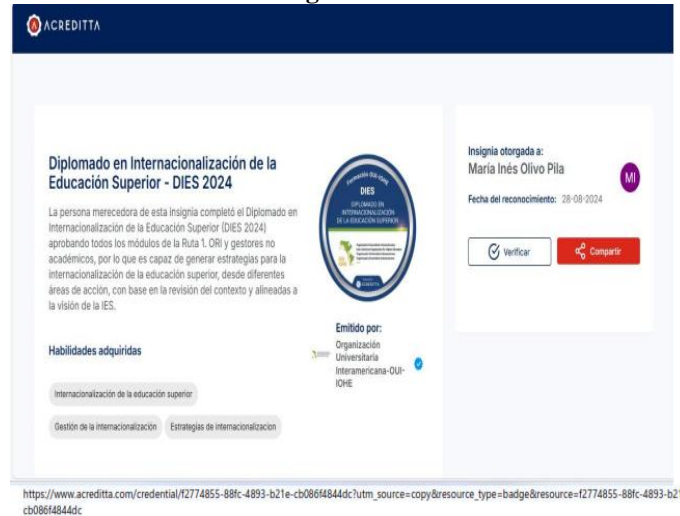 ACREDITTA
Diplomado en Internacionalización de la
Educación Superior - DIES 2024
La persona merecedora de esta insignia completó el Diplomado en
Internacionalización de la Educación Superior (DIES 2024)
aprobando todos los módulos de la Ruta 1. ORI y gestores no
académicos, por lo que es capaz de generar estrategias para la
internacionalización de la educación superior, desde diferentes
áreas de acción, con base en la revisión del contexto y alineadas a
la visión de la IES.
Habilidades adquiridas
Internacionalización de la educación superior
Gestión de la internacionalización
Estrategias de internacionalizacion
Formación OUI-IOHE
DIES
DIPLOMADO EN
INTERNACIONALIZACIÓN
DE LA EDUCACIÓN SUPERIOR
ACREDITTA
Emitido por:
Organización
Universitaria
Interamericana-OUI-
IOHE
Insignia otorgada a:
María Inés Olivo Pila
MI
Fecha del reconocimiento: 28-08-2024
Verificar
Compartir
https://www.acreditta.com/credential/f2774855-88fc-4893-b21e-cb086f4844dc?utm_source=copy&resource_type=badge&resource=f2774855-88fc-4893-b21
cb086f4844dc